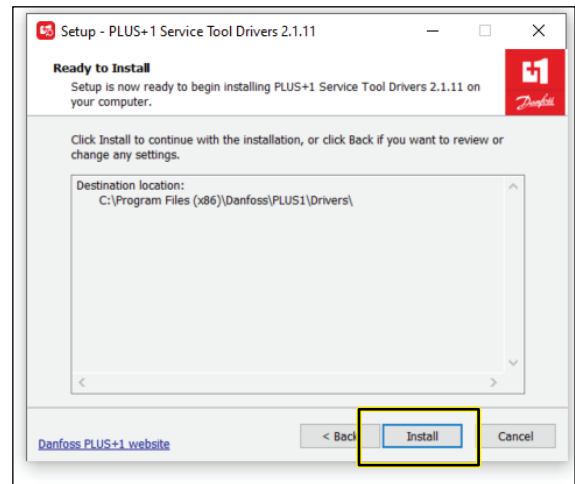 Setup - PLUS+1 Service Tool Drivers 2.1.11
Ready to Install
Setup is now ready to begin installing PLUS+1 Service Tool Drivers 2.1.11 on
your computer.
+1
Danfoss
Click Install to continue with the installation, or click Back if you want to review or
change any settings.
Destination location:
C:\Program Files (x86)\Danfoss\PLUS1\Drivers\
Danfoss PLUS+1 website
< Back
Install
Cancel